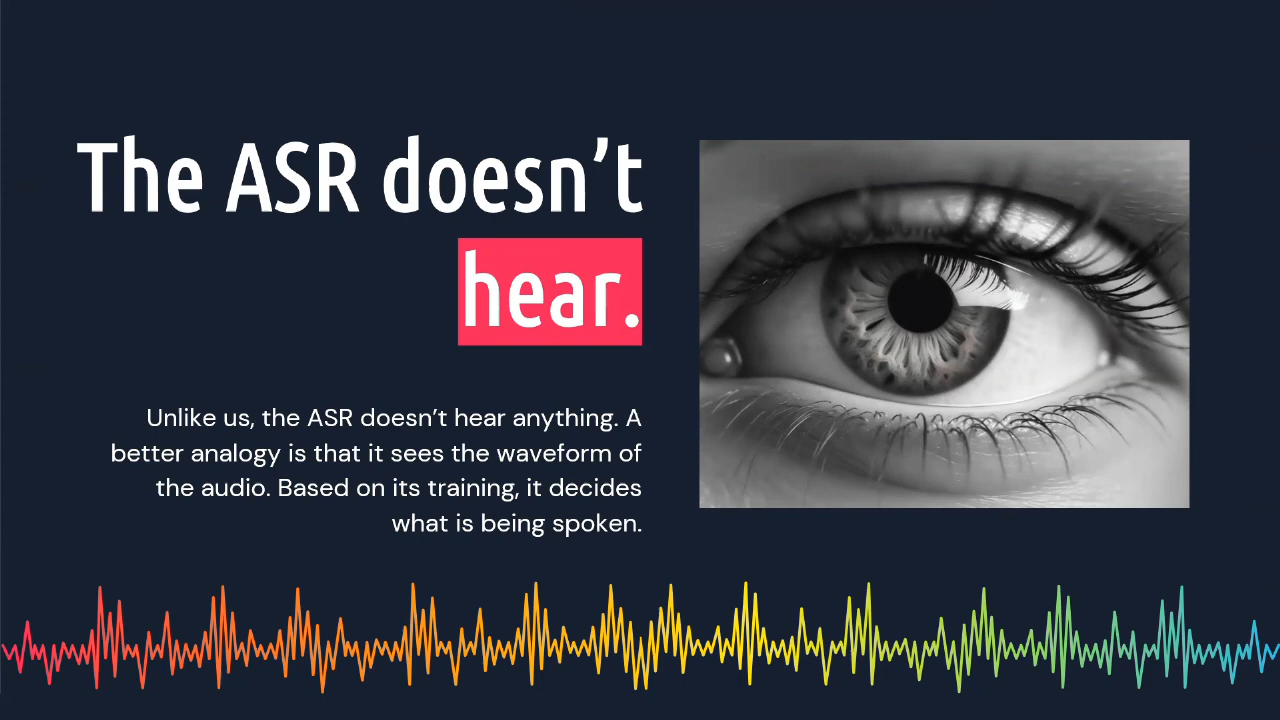 The ASR doesn’t
hear.
Unlike us, the ASR doesn’t hear anything. A
better analogy is that it sees the waveform of
the audio. Based on its training, it decides
what is being spoken.